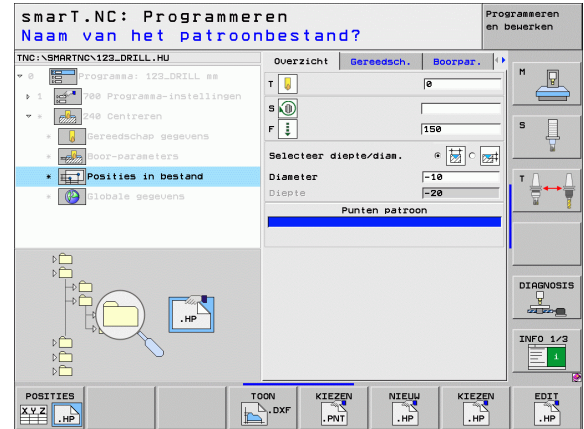 smarT.NC: Programmeren
Naam van het patroonbestand?
Programmeren
en bewerken
TNC:\SMARTNC\123_DRILL.HU
0 Programma: 123_DRILL mm
1 700 Programma-instellingen
* 240 Centreren
* Gereedschap gegevens
* Boor-parameters
* Posities in bestand
* Globale gegevens
.HP
Overzicht Gereedsch. Boorpar.
T 0
S
F 150
Selecteer diepte/diam.
Diameter -10
Diepte -20
Punten patroon
M
S
T
DIAGNOSIS
INFO 1/3
i
POSITIES
X Y Z .HP
TOON
.DXF
KIEZEN
.PNT
NIEUW
.HP
KIEZEN
.HP
EDIT
.HP